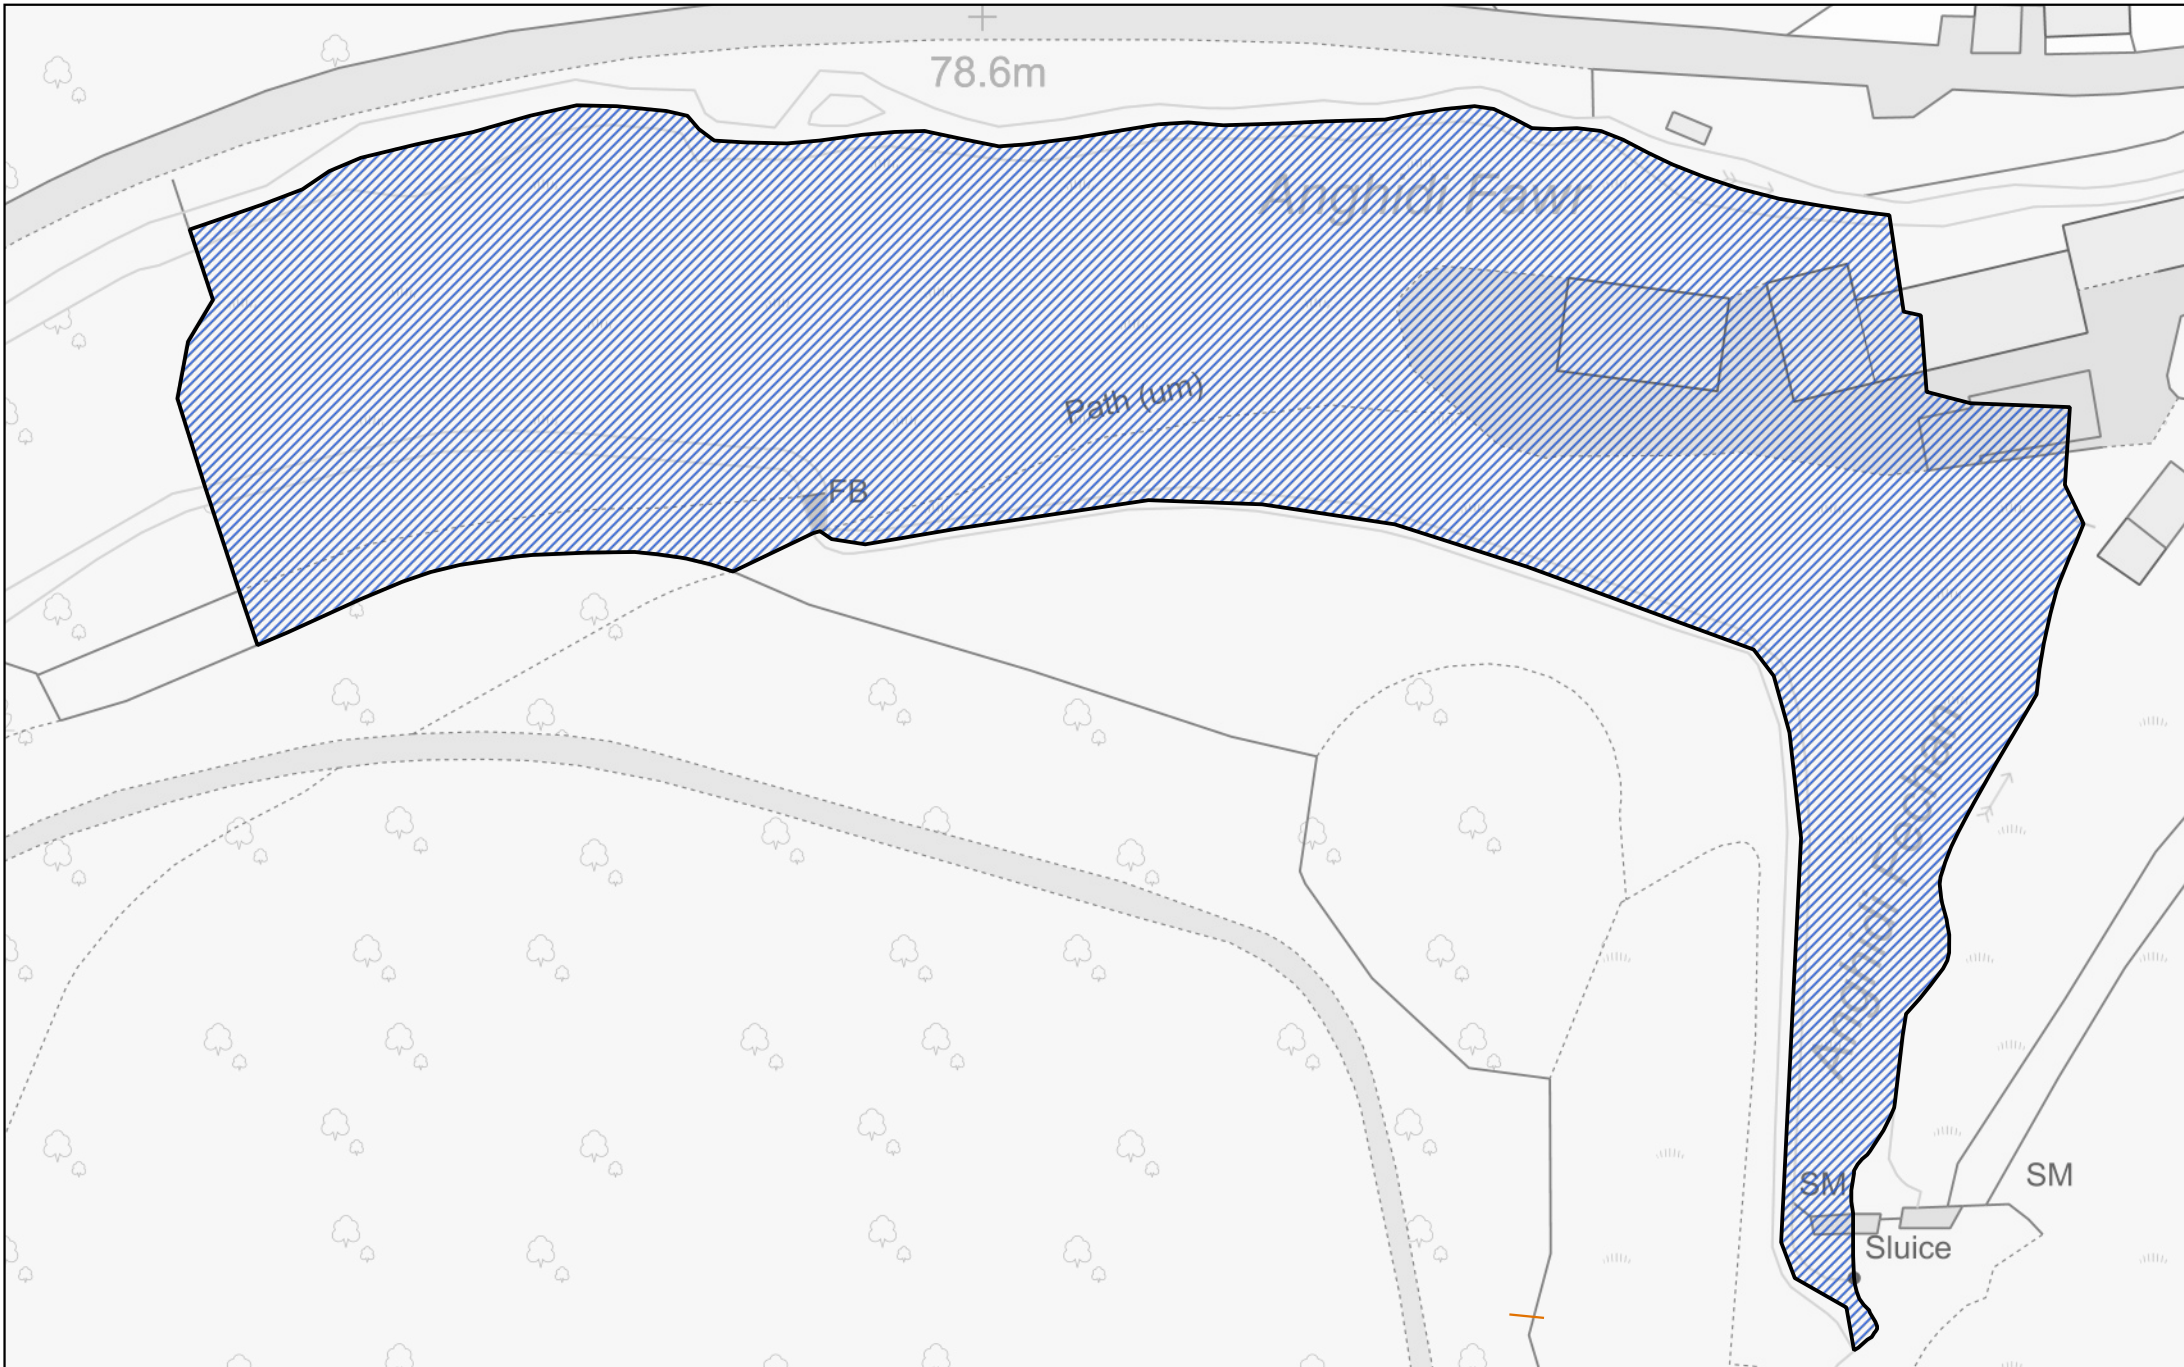 78.6m
Anghidi Fawr
Path (um)
FB
Anghidi Fechan
SM
SM
Sluice